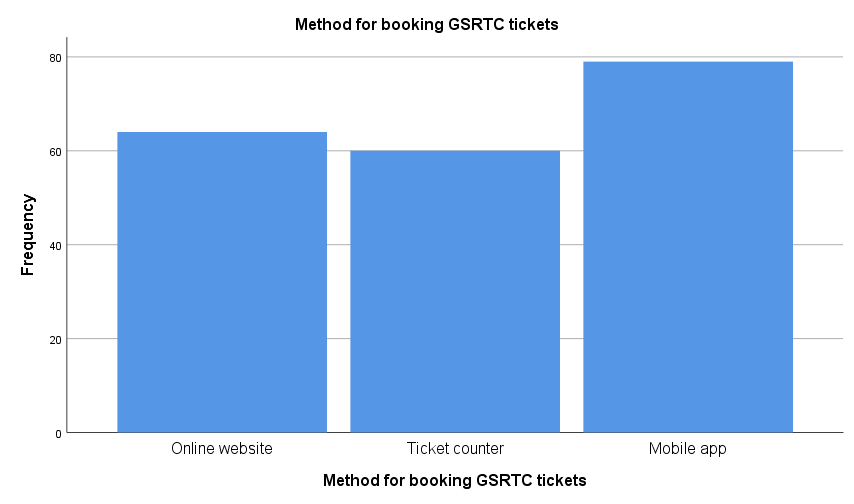 Method for booking GSRTC tickets
80
60
40
20
0
Frequency
Online website Ticket counter Mobile app
Method for booking GSRTC tickets